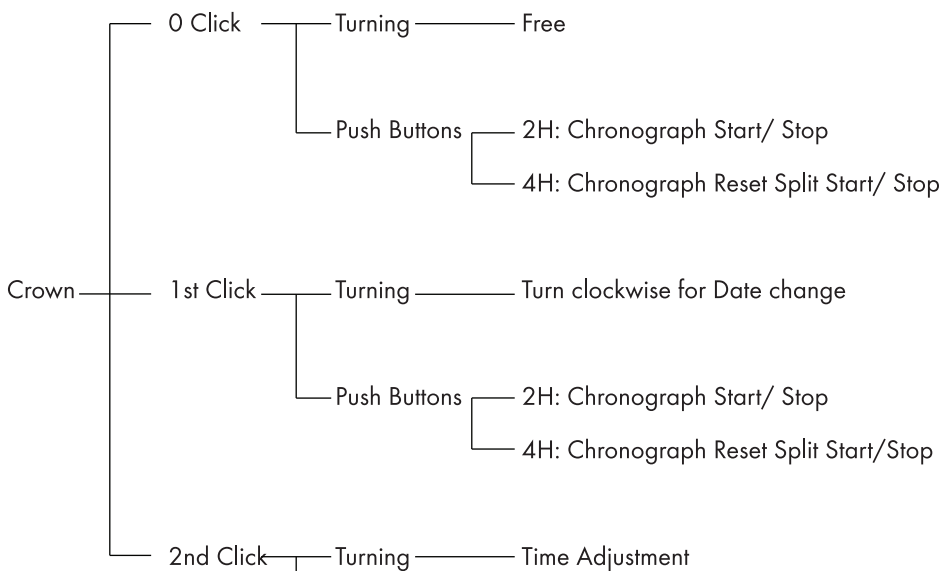 0 Click Turning Free
Push Buttons 2H: Chronograph Start/ Stop
4H: Chronograph Reset Split Start/ Stop
Crown 1st Click Turning Turn clockwise for Date change
Push Buttons 2H: Chronograph Start/ Stop
4H: Chronograph Reset Split Start/Stop
2nd Click Turning Time Adjustment